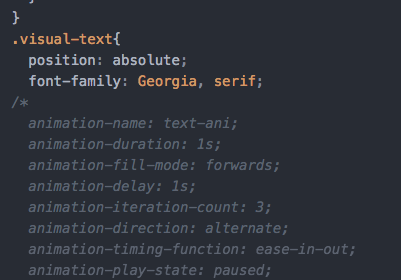 }
.visual-text{
position: absolute;
font-family: Georgia, serif;
/*
animation-name: text-ani;
animation-duration: 1s;
animation-fill-mode: forwards;
animation-delay: 1s;
animation-iteration-count: 3;
animation-direction: alternate;
animation-timing-function: ease-in-out;
animation-play-state: paused;